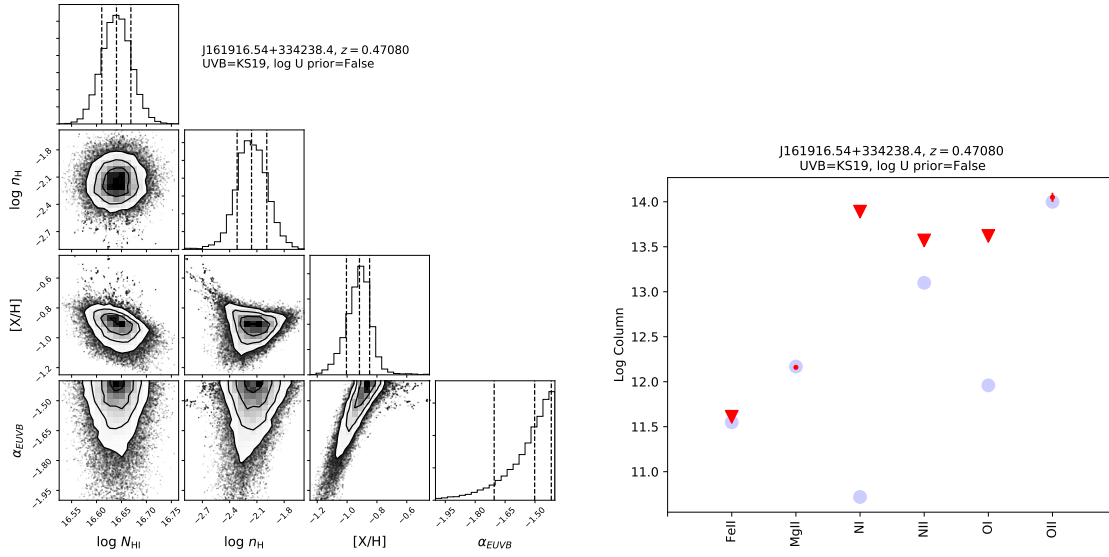 J161916.54+334238.4, z = 0.47080
UVB=KS19, log U prior=False
−1.8
−2.1
−2.4
−2.7
log n_H
−0.6
−0.8
−1.0
−1.2
[X/H]
−1.50
−1.65
−1.80
−1.95
α_EUVB
16.55
16.60
16.65
16.70
16.75
log N_HI
−2.7
−2.4
−2.1
−1.8
log n_H
−1.2
−1.0
−0.8
−0.6
[X/H]
−1.95
−1.80
−1.65
−1.50
α_EUVB
J161916.54+334238.4, z = 0.47080
UVB=KS19, log U prior=False
14.0
13.5
13.0
12.5
12.0
11.5
11.0
Log Column
FeII
MgII
NI
NII
OI
OII